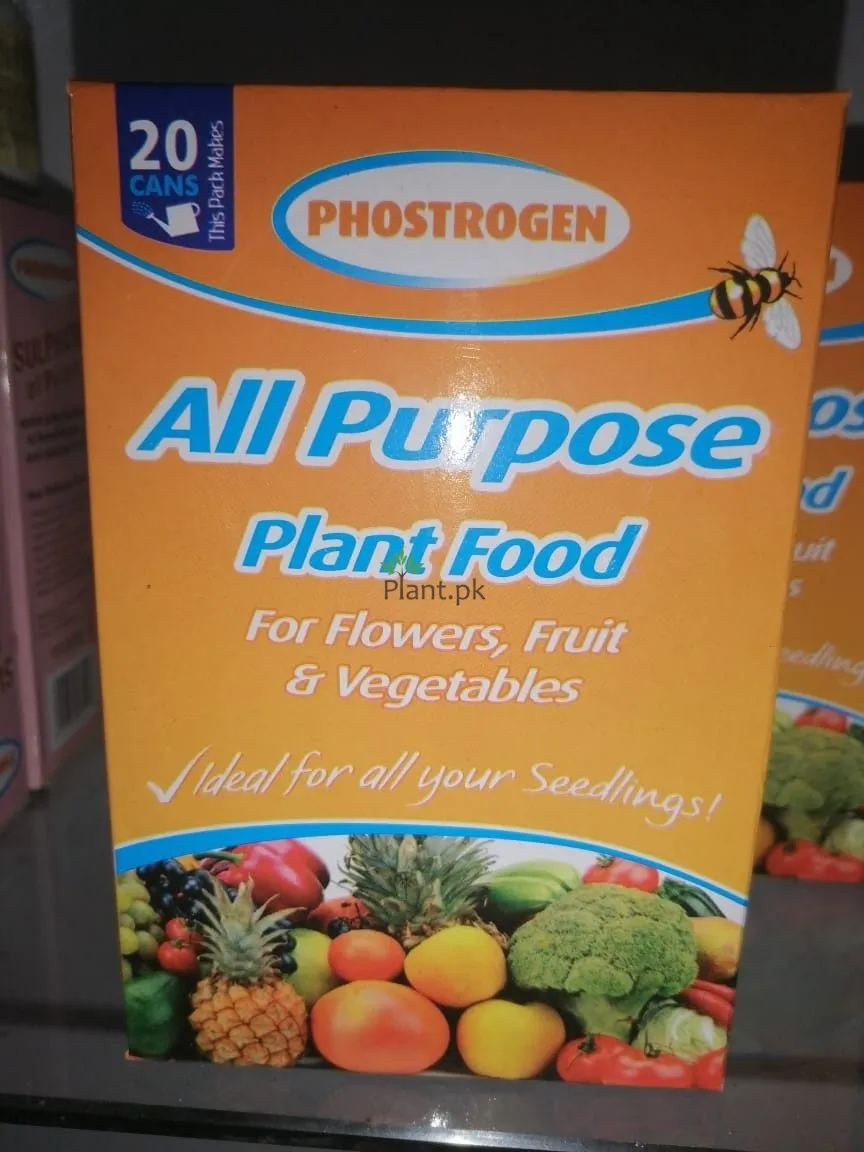 20
CANS
This Pack Makes
PHOSTROGEN
All Purpose
Plant Food
Plant.pk
For Flowers, Fruit
& Vegetables
Ideal for all your Seedlings!